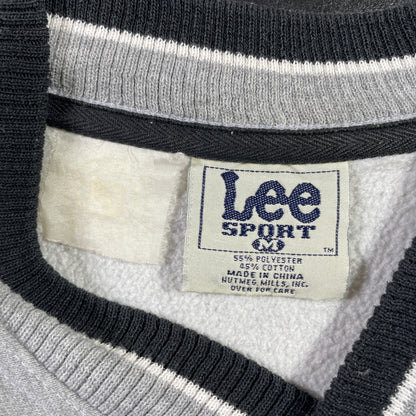 Lee
SPORT
M
TM
55% POLYESTER
45% COTTON
MADE IN CHINA
NUTMEG MILLS, INC.
OVER FOR CARE